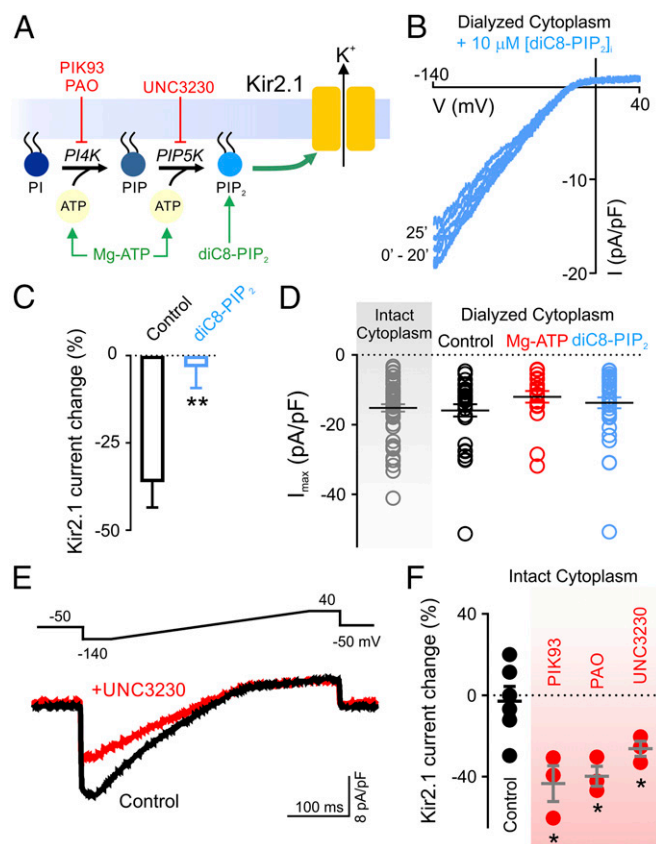 A
PIK93
PAO
UNC3230
Kir2.1
K+
PI4K
PIP5K
PI
PIP
PIP2
ATP
ATP
Mg-ATP
diC8-PIP2
B
Dialyzed Cytoplasm
+ 10 μM [diC8-PIP2]i
-140
40
V (mV)
-10
25'
0' - 20'
-20
I (pA/pF)
C
Control
diC8-PIP2
0
-25
-50
**
Kir2.1 current change (%)
D
Intact
Cytoplasm
Dialyzed Cytoplasm
Control
Mg-ATP
diC8-PIP2
0
-20
-40
Imax (pA/pF)
E
-50
40
-140
-50 mV
+UNC3230
Control
100 ms
8 pA/pF
F
Intact Cytoplasm
40
0
-40
Kir2.1 current change (%)
Control
PIK93
PAO
UNC3230
*
*
*